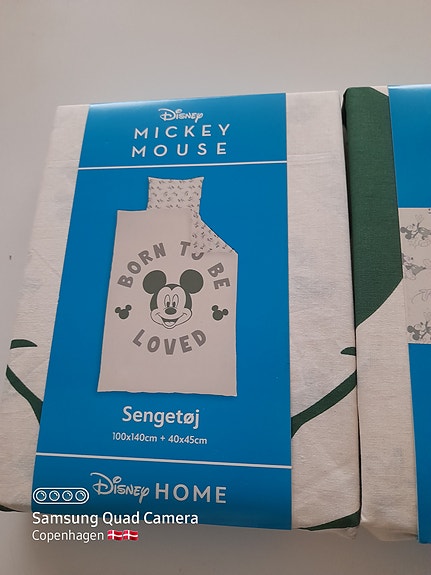 Disney
MICKEY
MOUSE
BORN TO BE
LOVED
Sengetøj
100x140cm + 40x45cm
Disney HOME
Samsung Quad Camera
Copenhagen 🇩🇰🇩🇰